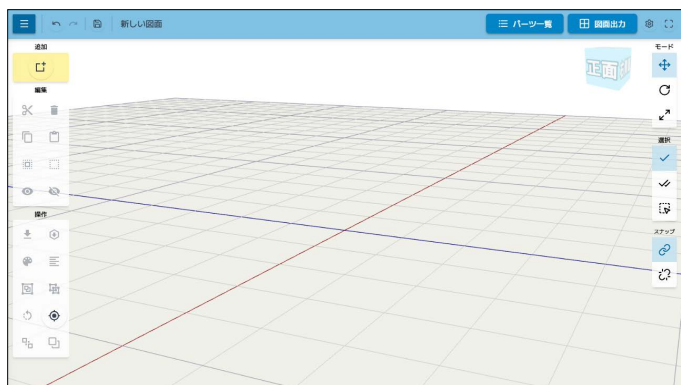 新しい図面
パーツ一覧
図面出力
追加
モード
編集
正面
選択
操作
スナップ